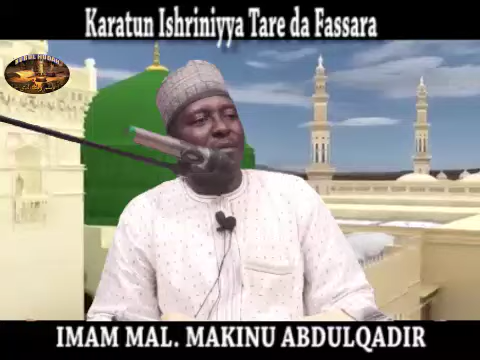 Karatun Ishriniyya Tare da Fassara
IMAM MAL. MAKINU ABDULQADIR